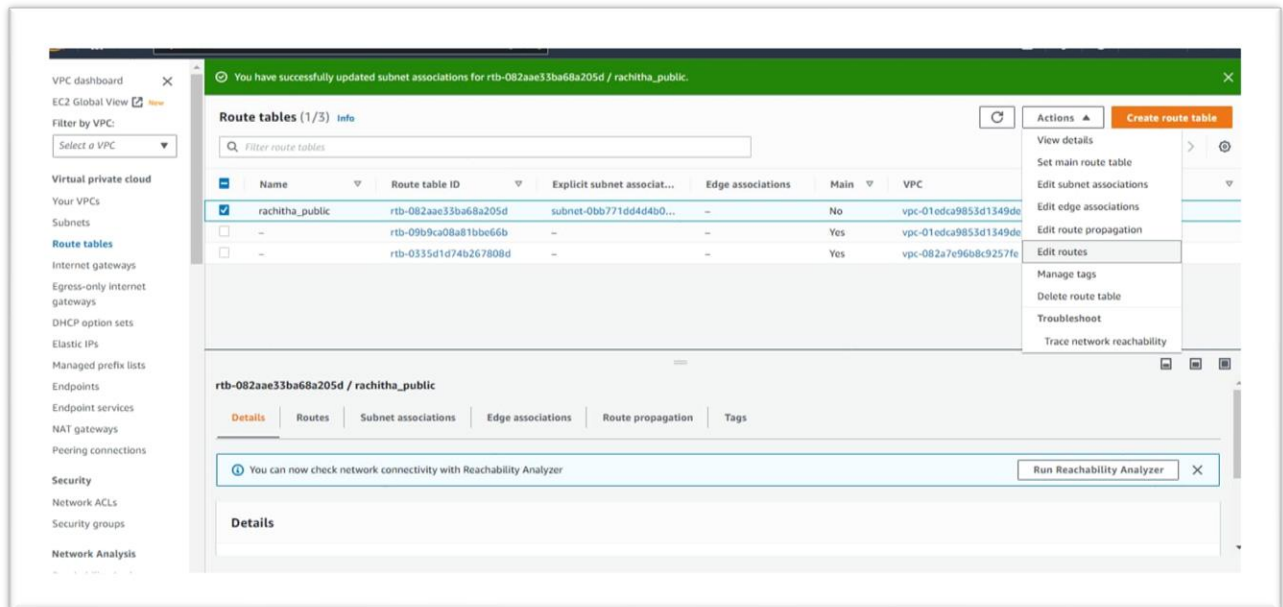 VPC dashboard
EC2 Global View New
Filter by VPC:
Select a VPC
Virtual private cloud
Your VPCs
Subnets
Route tables
Internet gateways
Egress-only internet
gateways
DHCP option sets
Elastic IPs
Managed prefix lists
Endpoints
Endpoint services
NAT gateways
Peering connections
Security
Network ACLs
Security groups
Network Analysis
You have successfully updated subnet associations for rtb-082aae33ba68a205d / rachitha_public.
Route tables (1/3) Info
Actions
Create route table
Filter route tables
View details
Set main route table
Edit subnet associations
Edit edge associations
Edit route propagation
Edit routes
Manage tags
Delete route table
Troubleshoot
Trace network reachability
Name Route table ID Explicit subnet associat... Edge associations Main VPC
rachitha_public rtb-082aae33ba68a205d subnet-0bb771dd4d4b0... – No vpc-01edca9853d1349de
– rtb-09b9ca08a81bbe66b – – Yes vpc-01edca9853d1349de
– rtb-0335d1d74b267808d – – Yes vpc-082a7e96b8c9257fe
rtb-082aae33ba68a205d / rachitha_public
Details Routes Subnet associations Edge associations Route propagation Tags
You can now check network connectivity with Reachability Analyzer
Run Reachability Analyzer
Details